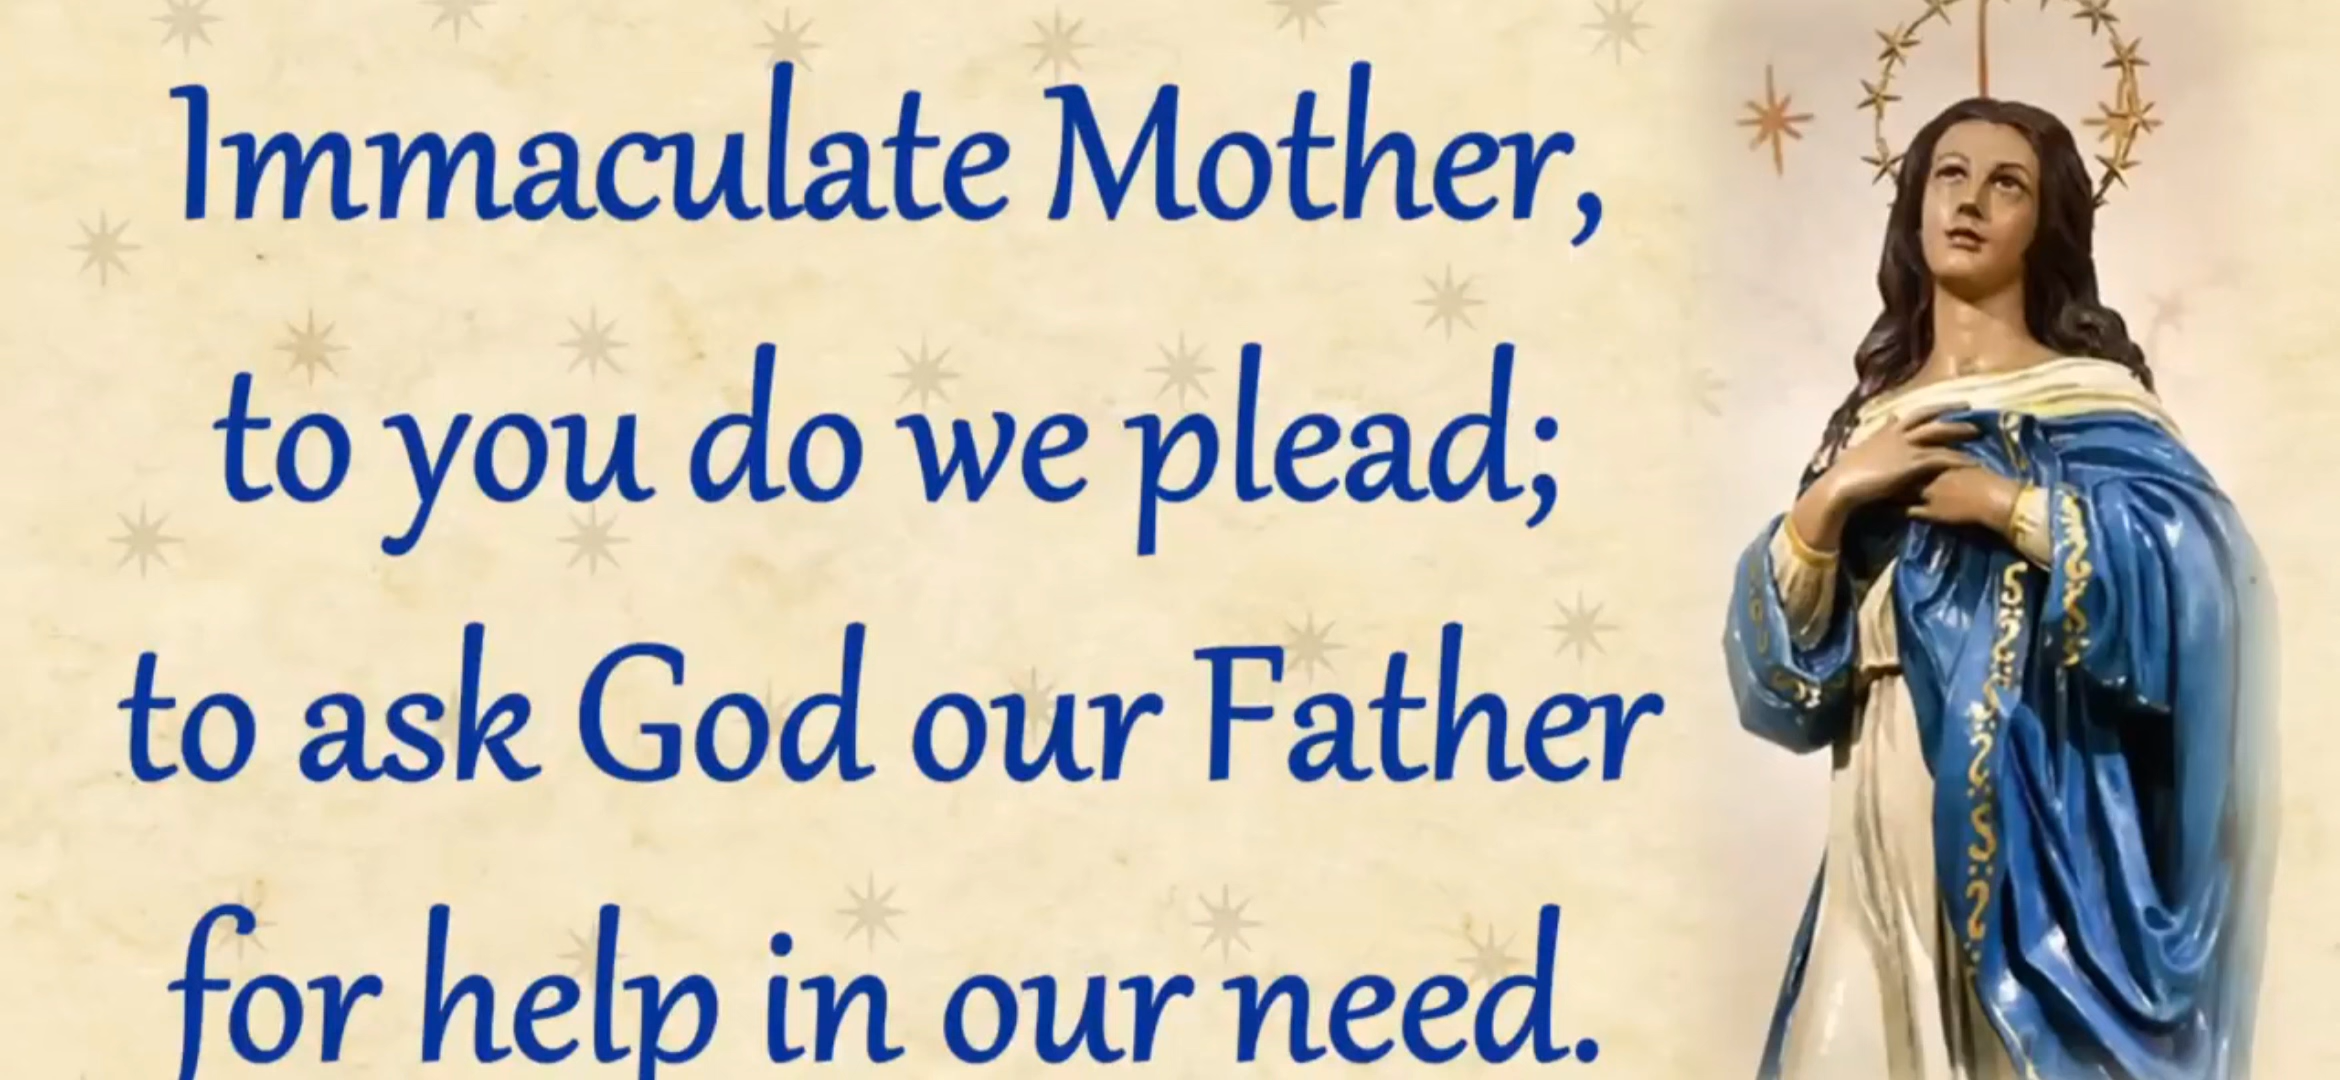 Immaculate Mother,
to you do we plead;
to ask God our Father
for help in our need.